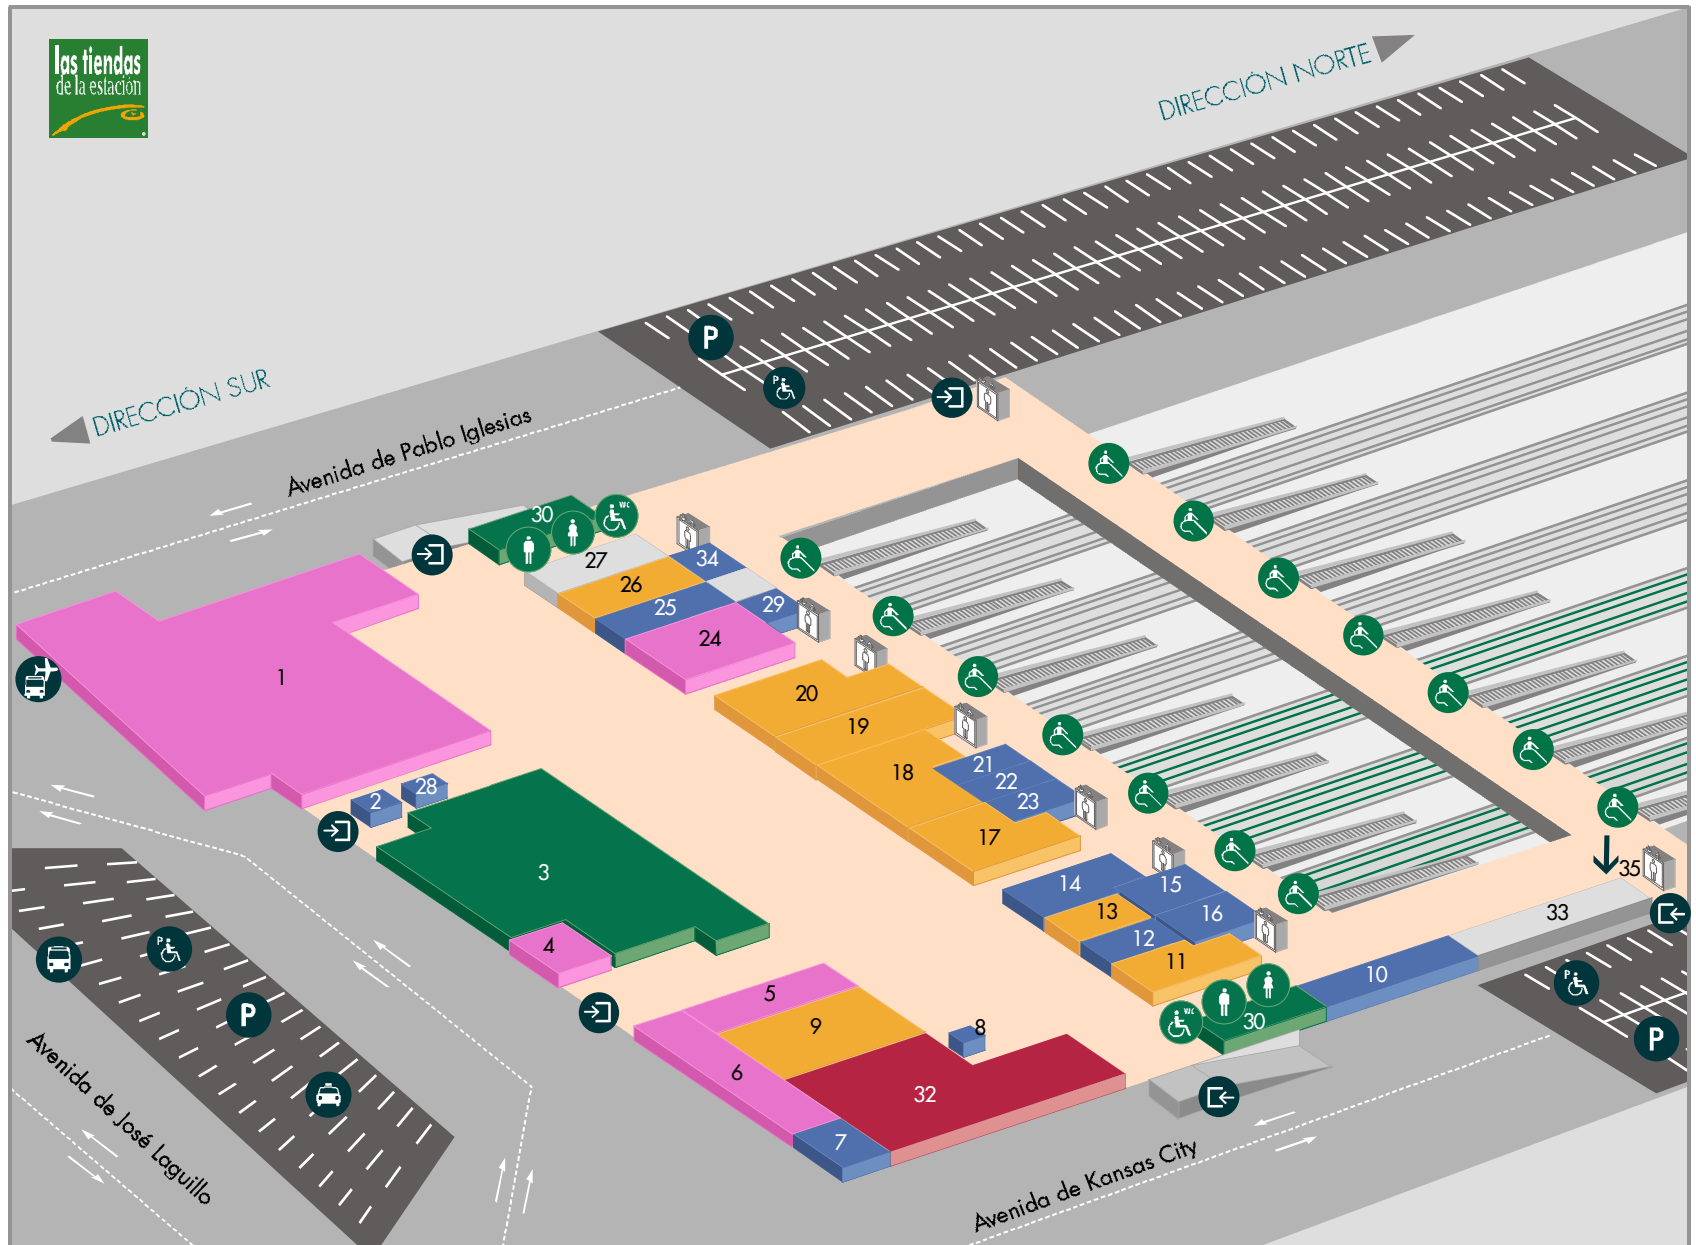 las tiendas
de la estación
DIRECCIÓN NORTE
P
P
DIRECCIÓN SUR
Avenida de Pablo Iglesias
30
WC
27
34
26
25
29
24
1
20
19
18
21
22
23
17
2
28
3
14
15
13
16
12
11
4
35
33
10
P
P
5
9
8
30
WC
6
32
7
P
P
Avenida de José Laguillo
Avenida de Kansas City